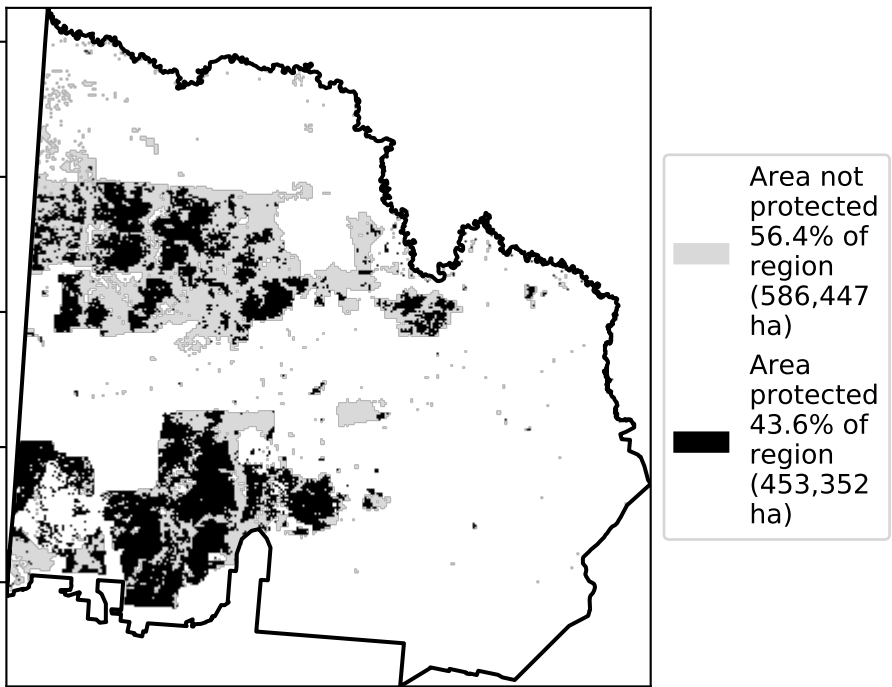 Area not
protected
56.4% of
region
(586,447
ha)
Area
protected
43.6% of
region
(453,352
ha)